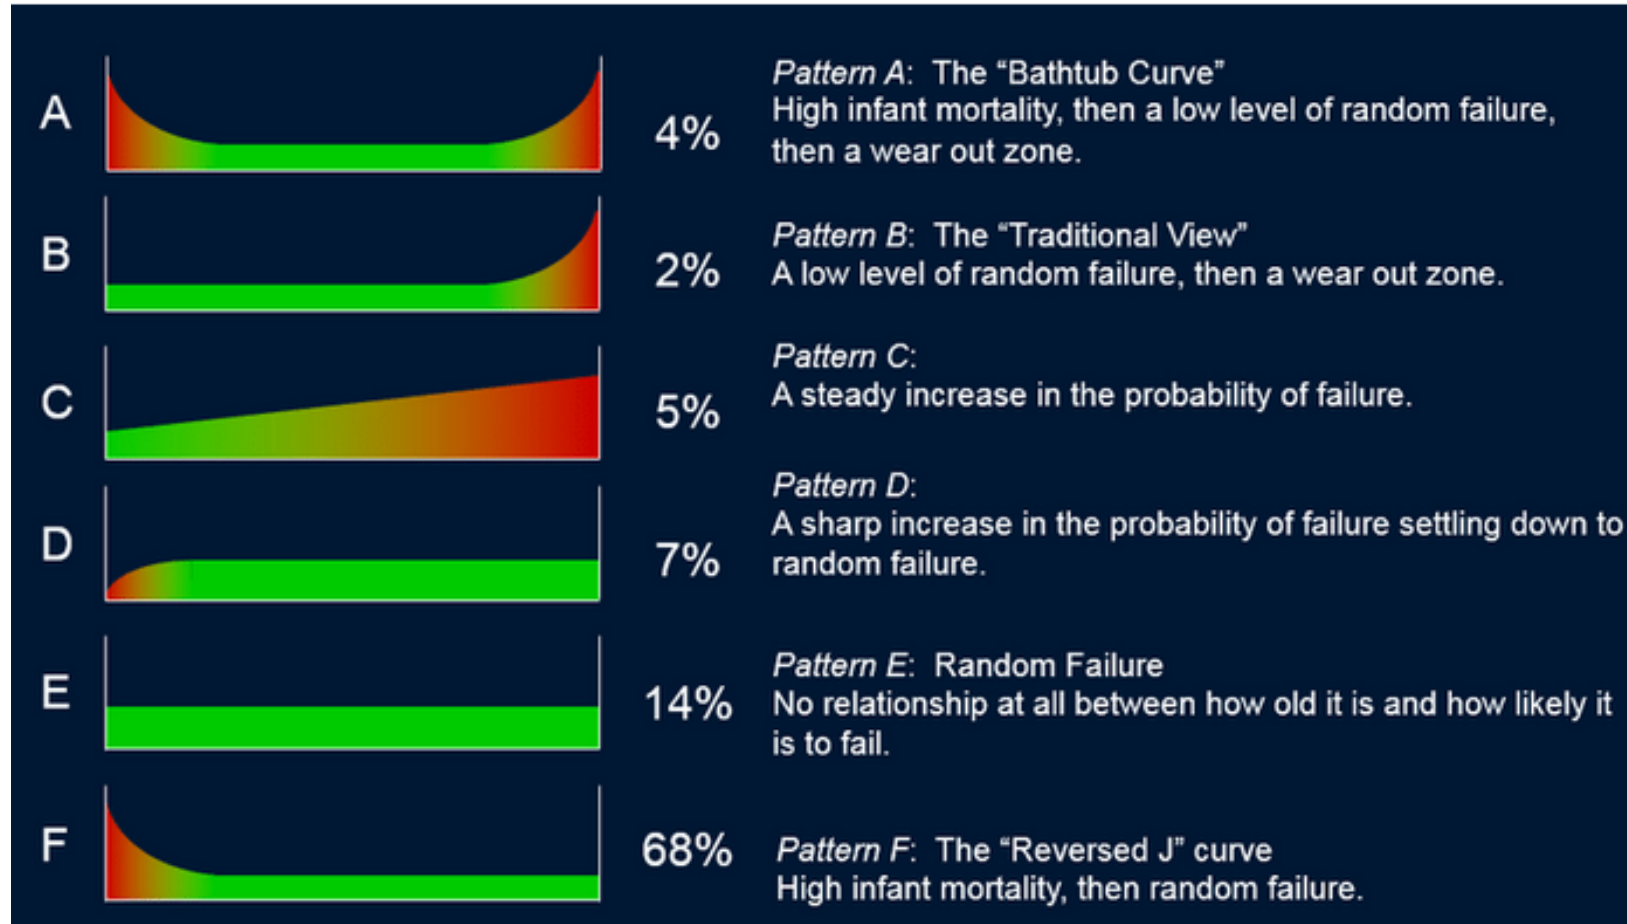 A
4%
Pattern A: The “Bathtub Curve”
High infant mortality, then a low level of random failure,
then a wear out zone.
B
2%
Pattern B: The “Traditional View”
A low level of random failure, then a wear out zone.
C
5%
Pattern C:
A steady increase in the probability of failure.
D
7%
Pattern D:
A sharp increase in the probability of failure settling down to
random failure.
E
14%
Pattern E: Random Failure
No relationship at all between how old it is and how likely it
is to fail.
F
68%
Pattern F: The “Reversed J” curve
High infant mortality, then random failure.